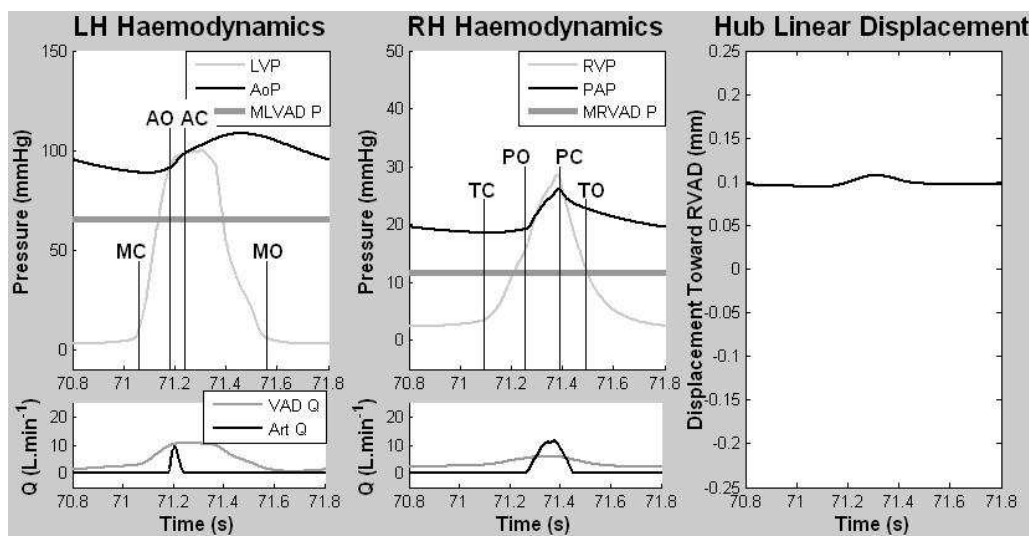 LH Haemodynamics
150
100
50
0
Pressure (mmHg)
LVP
AoP
MLVAD P
AO AC
MC
MO
70.8 71 71.2 71.4 71.6 71.8
VAD Q
Art Q
20
10
0
Q (L.min-1)
70.8 71 71.2 71.4 71.6 71.8
Time (s)
RH Haemodynamics
50
40
30
20
10
0
Pressure (mmHg)
RVP
PAP
MRVAD P
PO PC
TC
TO
70.8 71 71.2 71.4 71.6 71.8
20
10
0
Q (L.min-1)
70.8 71 71.2 71.4 71.6 71.8
Time (s)
Hub Linear Displacement
0.25
0.2
0.15
0.1
0.05
0
-0.05
-0.1
-0.15
-0.2
-0.25
Displacement Toward RVAD (mm)
70.8 71 71.2 71.4 71.6 71.8
Time (s)